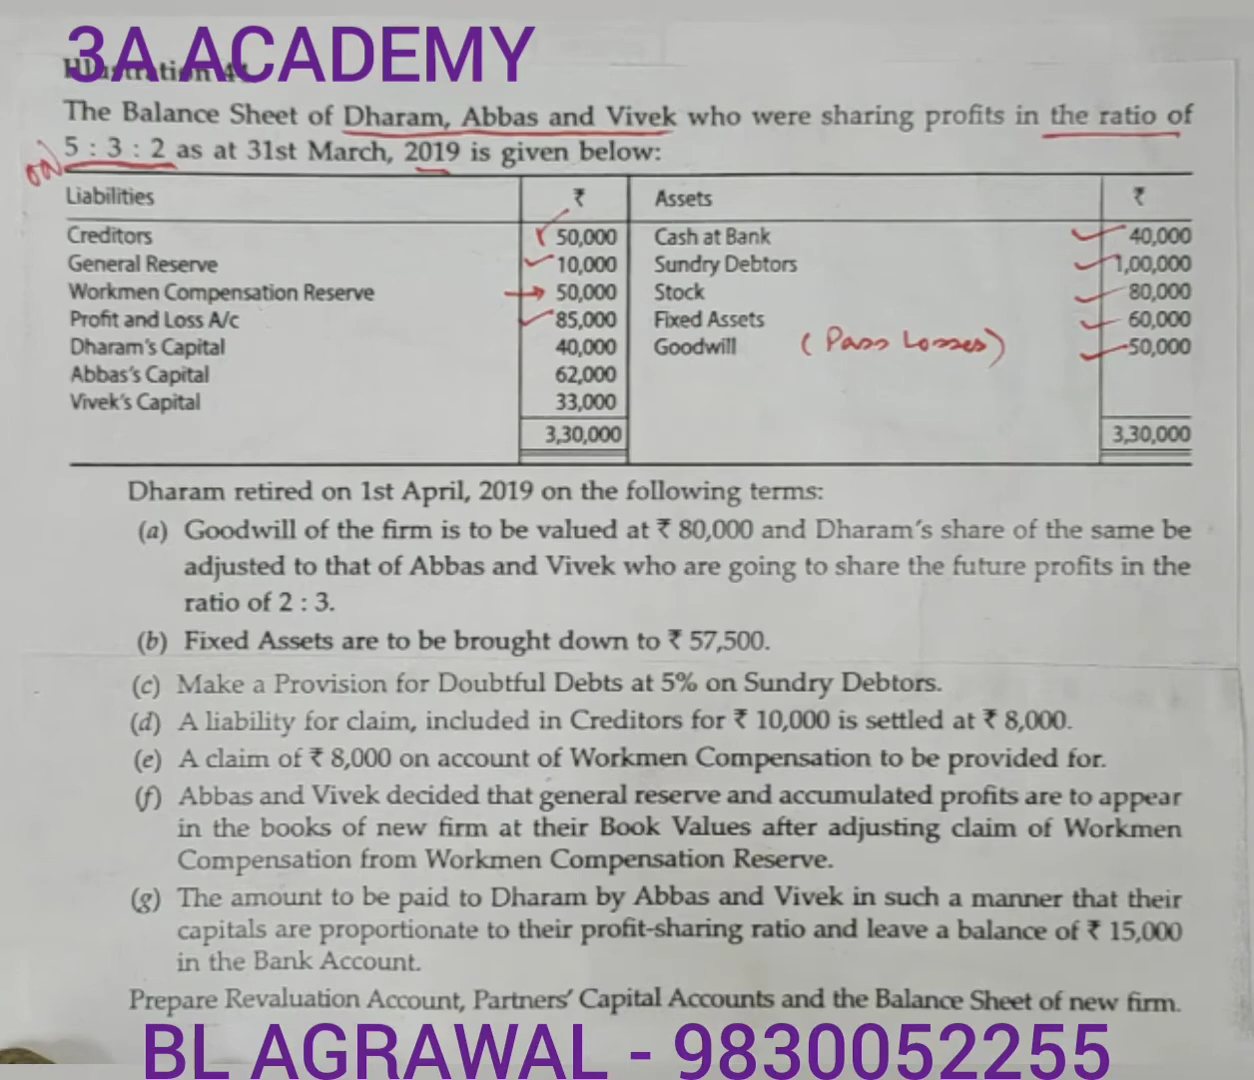 3A ACADEMY
Illustration 4
The Balance Sheet of Dharam, Abbas and Vivek who were sharing profits in the ratio of
5 : 3 : 2 as at 31st March, 2019 is given below:
Liabilities ₹ Assets ₹
Creditors 50,000 Cash at Bank 40,000
General Reserve 10,000 Sundry Debtors 1,00,000
Workmen Compensation Reserve 50,000 Stock 80,000
Profit and Loss A/c 85,000 Fixed Assets 60,000
Dharam's Capital 40,000 Goodwill (Pass Losses) 50,000
Abbas's Capital 62,000
Vivek's Capital 33,000
3,30,000 3,30,000
Dharam retired on 1st April, 2019 on the following terms:
(a) Goodwill of the firm is to be valued at ₹ 80,000 and Dharam's share of the same be
adjusted to that of Abbas and Vivek who are going to share the future profits in the
ratio of 2 : 3.
(b) Fixed Assets are to be brought down to ₹ 57,500.
(c) Make a Provision for Doubtful Debts at 5% on Sundry Debtors.
(d) A liability for claim, included in Creditors for ₹ 10,000 is settled at ₹ 8,000.
(e) A claim of ₹ 8,000 on account of Workmen Compensation to be provided for.
(f) Abbas and Vivek decided that general reserve and accumulated profits are to appear
in the books of new firm at their Book Values after adjusting claim of Workmen
Compensation from Workmen Compensation Reserve.
(g) The amount to be paid to Dharam by Abbas and Vivek in such a manner that their
capitals are proportionate to their profit-sharing ratio and leave a balance of ₹ 15,000
in the Bank Account.
Prepare Revaluation Account, Partners' Capital Accounts and the Balance Sheet of new firm.
BL AGRAWAL - 9830052255